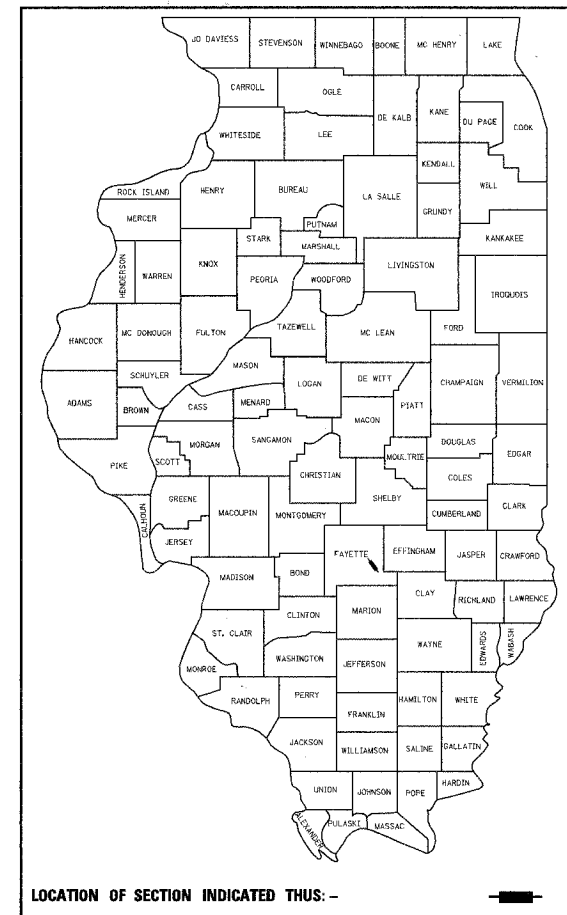 JO DAVIESS STEVENSON WINNEBAGO BOONE MC HENRY LAKE
CARROLL OGLE DE KALB KANE DU PAGE COOK
WHITESIDE LEE
KENDALL WILL
ROCK ISLAND HENRY BUREAU LA SALLE GRUNDY
MERCER PUTNAM
STARK MARSHALL KANKAKEE
HENDERSON WARREN KNOX PEORIA WOODFORD LIVINGSTON IROQUOIS
HANCOCK MC DONOUGH FULTON TAZEWELL MC LEAN FORD
MASON
SCHUYLER LOGAN DE WITT CHAMPAIGN VERMILION
ADAMS BROWN CASS MENARD MACON PIATT
MORGAN SANGAMON DOUGLAS
PIKE SCOTT CHRISTIAN MOULTRIE COLES EDGAR
GREENE MACOUPIN MONTGOMERY SHELBY CUMBERLAND CLARK
CALHOUN JERSEY
FAYETTE EFFINGHAM JASPER CRAWFORD
MADISON BOND
MARION CLAY RICHLAND LAWRENCE
CLINTON
ST. CLAIR WAYNE EDWARDS WABASH
WASHINGTON JEFFERSON
MONROE
RANDOLPH PERRY HAMILTON WHITE
FRANKLIN
JACKSON WILLIAMSON SALINE GALLATIN
HARDIN
UNION JOHNSON POPE
ALEXANDER PULASKI MASSAC
LOCATION OF SECTION INDICATED THUS: -